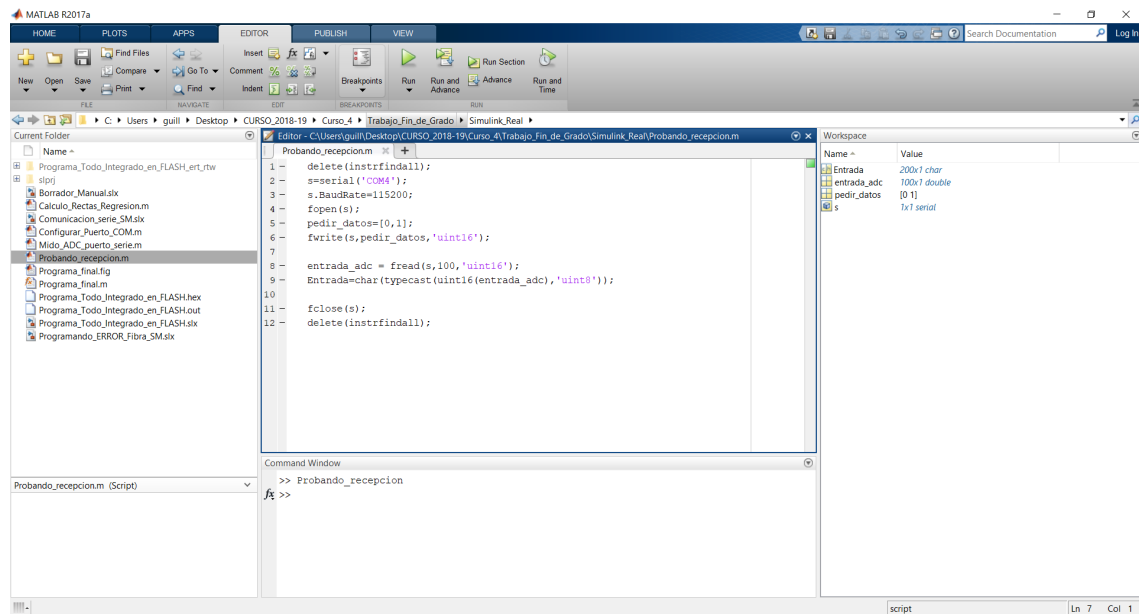 MATLAB R2017a
HOME PLOTS APPS EDITOR PUBLISH VIEW Search Documentation Log In
New Open Save Find Files Compare Print Go To Find Insert fx Comment Indent Breakpoints Run Run and Advance Run Section Advance Run and Time
FILE NAVIGATE EDIT BREAKPOINTS RUN
C: Users guill Desktop CURSO_2018-19 Curso_4 Trabajo_Fin_de_Grado Simulink_Real
Current Folder
Name
Programa_Todo_Integrado_en_FLASH_ert_rtw
slprj
Borrador_Manual.slx
Calculo_Rectas_Regresion.m
Comunicacion_serie_SM.slx
Configurar_Puerto_COM.m
Mido_ADC_puerto_serie.m
Probando_recepcion.m
Programa_final.fig
Programa_final.m
Programa_Todo_Integrado_en_FLASH.hex
Programa_Todo_Integrado_en_FLASH.out
Programa_Todo_Integrado_en_FLASH.slx
Programando_ERROR_Fibra_SM.slx
Probando_recepcion.m (Script)
Editor - C:\Users\guill\Desktop\CURSO_2018-19\Curso_4\Trabajo_Fin_de_Grado\Simulink_Real\Probando_recepcion.m
Probando_recepcion.m
1 - delete(instrfindall);
2 - s=serial('COM4');
3 - s.BaudRate=115200;
4 - fopen(s);
5 - pedir_datos=[0,1];
6 - fwrite(s,pedir_datos,'uint16');
7
8 - entrada_adc = fread(s,100,'uint16');
9 - Entrada=char(typecast(uint16(entrada_adc),'uint8'));
10
11 - fclose(s);
12 - delete(instrfindall);
Command Window
>> Probando_recepcion
fx >>
Workspace
Name Value
Entrada 200x1 char
entrada_adc 100x1 double
pedir_datos [0 1]
s 1x1 serial
script Ln 7 Col 1